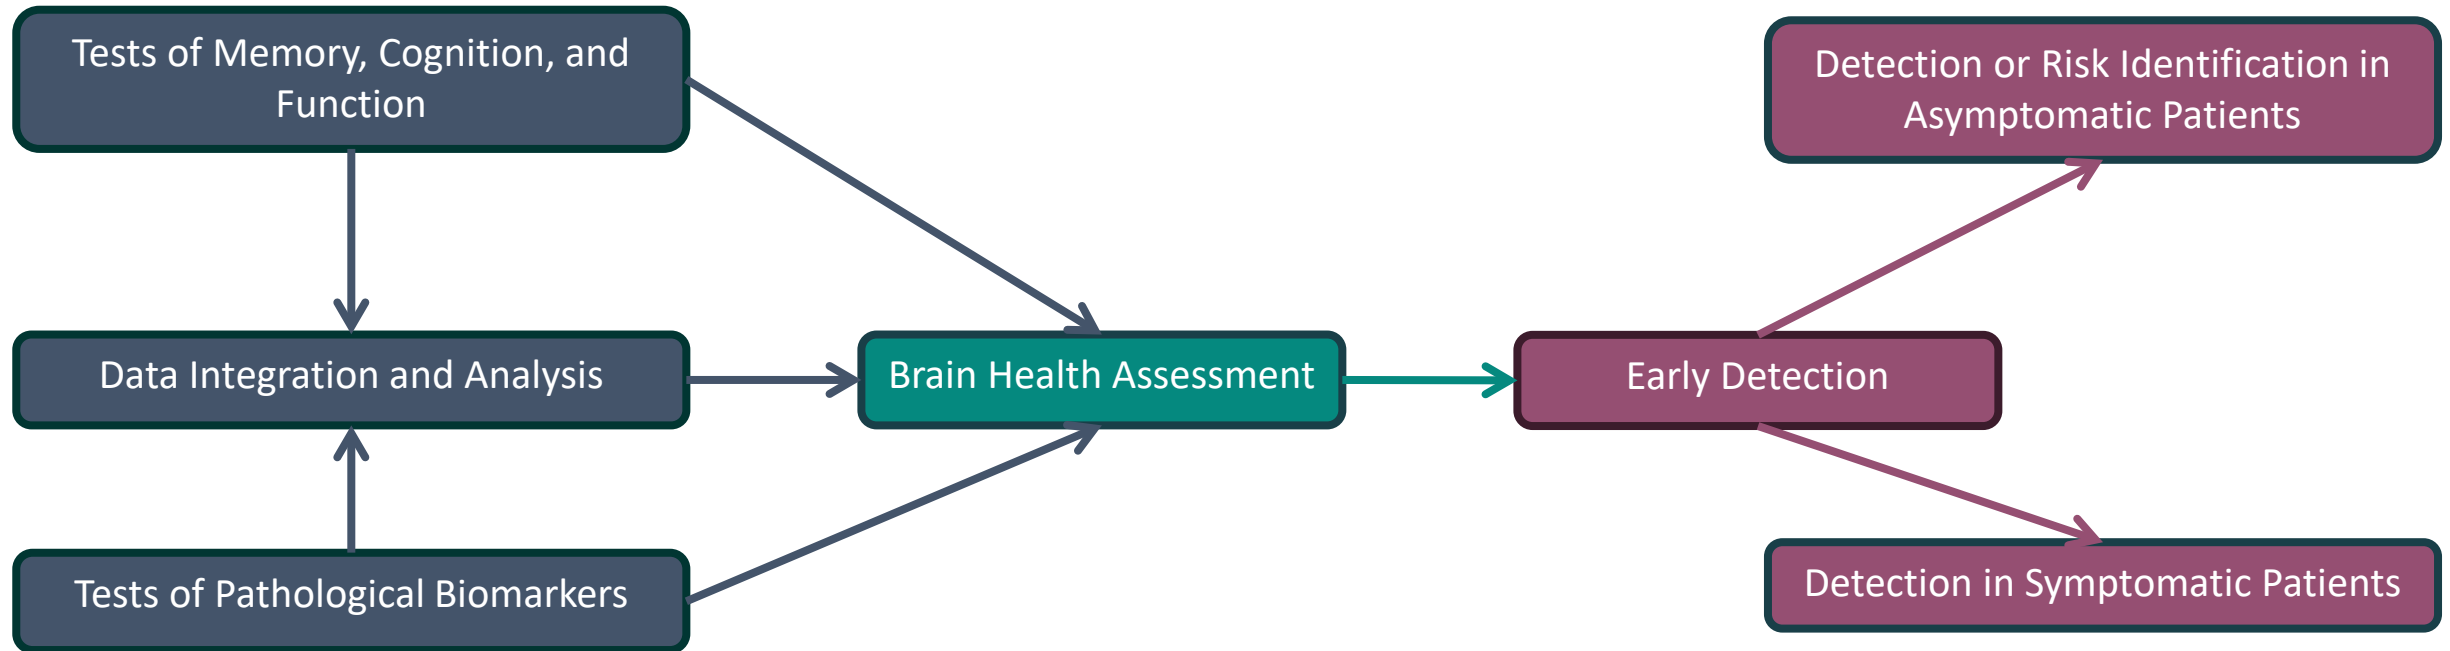 Tests of Memory, Cognition, and
Function
Data Integration and Analysis
Tests of Pathological Biomarkers
Brain Health Assessment
Early Detection
Detection or Risk Identification in
Asymptomatic Patients
Detection in Symptomatic Patients